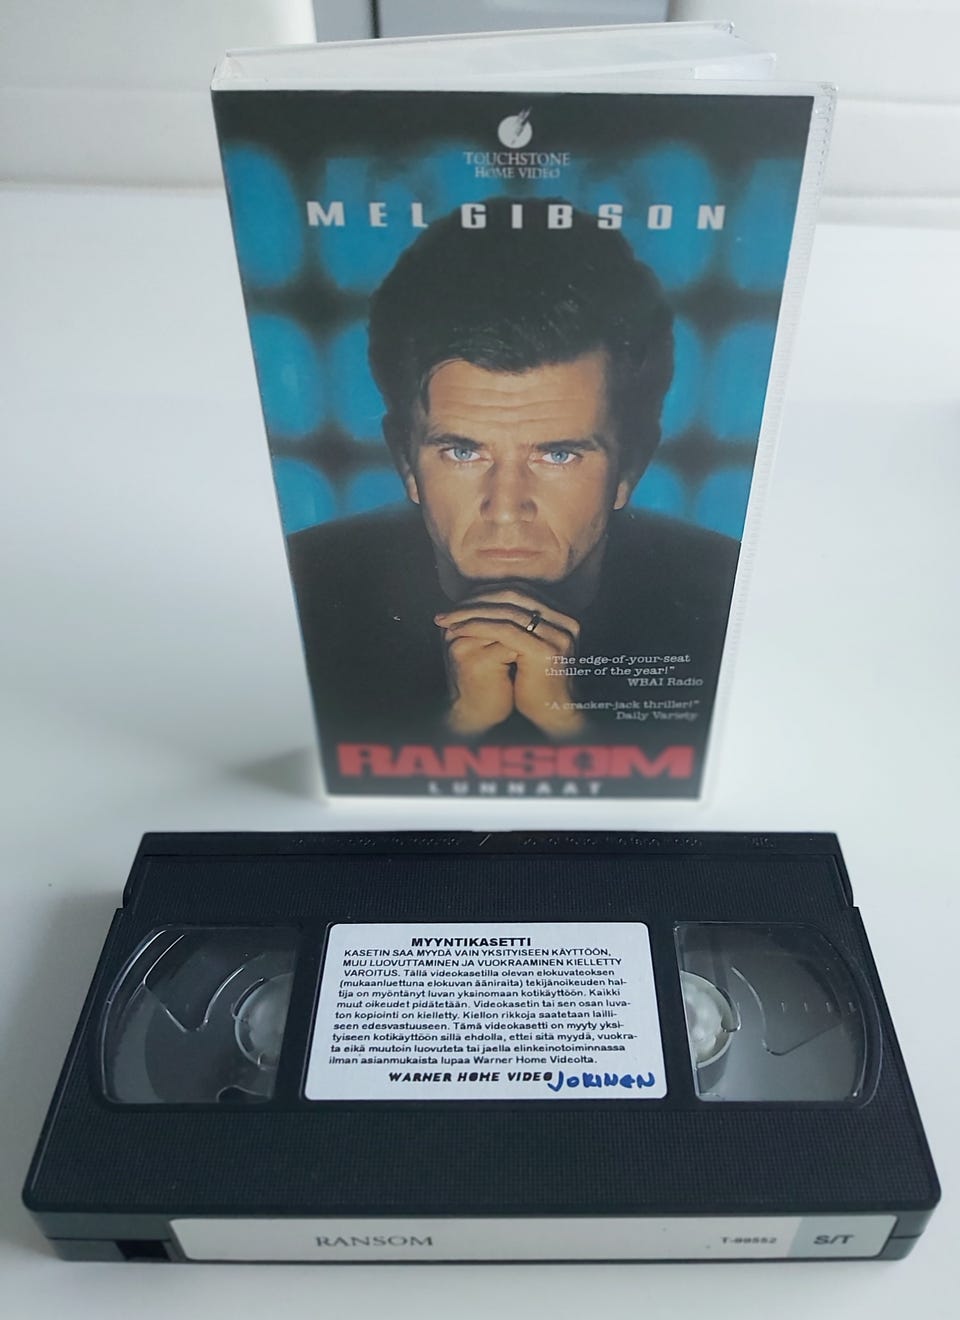 TOUCHSTONE
HOME VIDEO
MEL GIBSON
"The edge-of-your-seat
thriller of the year!"
WBAI Radio
"A cracker-jack thriller!"
Daily Variety
RANSOM
LUNNAAT
MYYNTIKASETTI
KASETIN SAA MYYDÄ VAIN YKSITYISEEN KÄYTTÖÖN,
MUU LUOVUTTAMINEN JA VUOKRAAMINEN KIELLETTY
VAROITUS. Tällä videokasetilla olevan elokuvateoksen
(mukaanluettuna elokuvan ääniraita) tekijänoikeuden hal-
tija on myöntänyt luvan yksinomaan kotikäyttöön. Kaikki
muut oikeudet pidätetään. Videokasetin tai sen osan luva-
ton kopiointi on kielletty. Kiellon rikkoja saatetaan lailli-
seen edesvastuuseen. Tämä videokasetti on myyty yksi-
tyiseen kotikäyttöön sillä ehdolla, ettei sitä myydä, vuokra-
ta eikä muutoin luovuteta tai jaella elinkeinotoiminnassa
ilman asianmukaista lupaa Warner Home Videolta.
WARNER HOME VIDEO JOKINEN
RANSOM T-99552 S/T